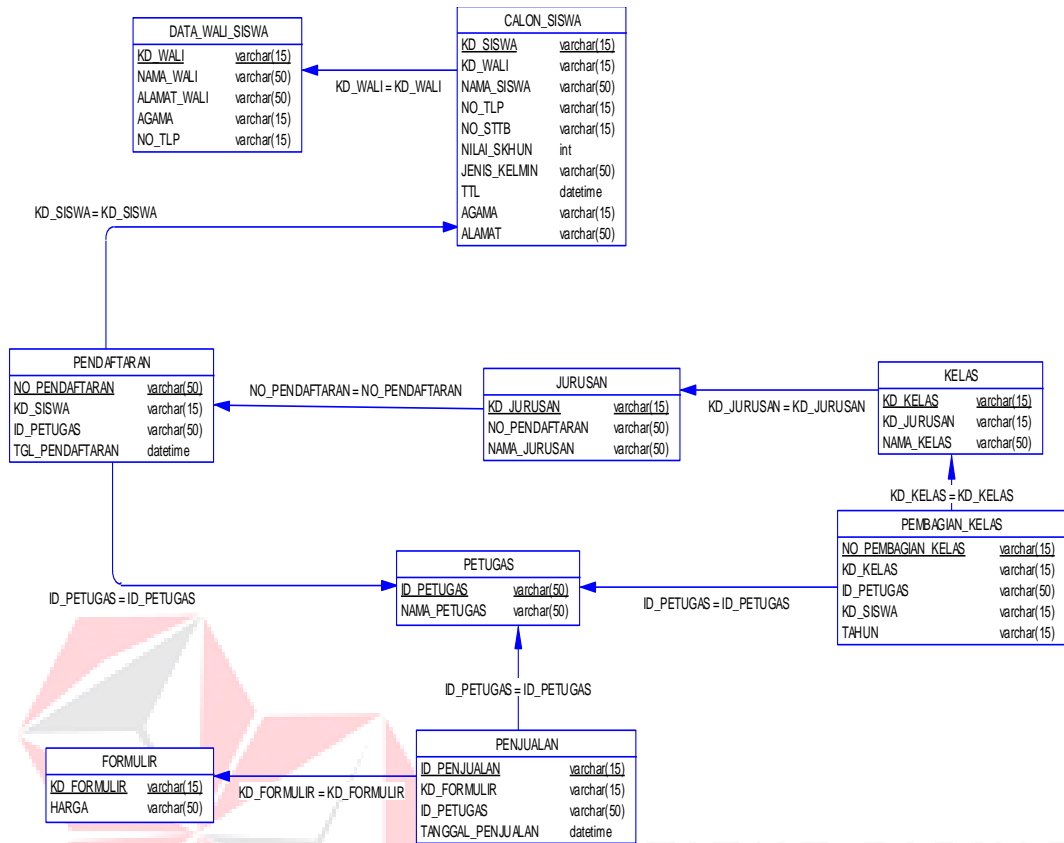 DATA_WALI_SISWA
KD_WALI varchar(15)
NAMA_WALI varchar(50)
ALAMAT_WALI varchar(50)
AGAMA varchar(15)
NO_TLP varchar(15)
CALON_SISWA
KD_SISWA varchar(15)
KD_WALI varchar(15)
NAMA_SISWA varchar(50)
NO_TLP varchar(15)
NO_STTB varchar(15)
NILAI_SKHUN int
JENIS_KELMIN varchar(50)
TTL datetime
AGAMA varchar(15)
ALAMAT varchar(50)
KD_WALI = KD_WALI
KD_SISWA = KD_SISWA
PENDAFTARAN
NO_PENDAFTARAN varchar(50)
KD_SISWA varchar(15)
ID_PETUGAS varchar(50)
TGL_PENDAFTARAN datetime
NO_PENDAFTARAN = NO_PENDAFTARAN
JURUSAN
KD_JURUSAN varchar(15)
NO_PENDAFTARAN varchar(50)
NAMA_JURUSAN varchar(50)
KD_JURUSAN = KD_JURUSAN
KELAS
KD_KELAS varchar(15)
KD_JURUSAN varchar(15)
NAMA_KELAS varchar(50)
KD_KELAS = KD_KELAS
PEMBAGIAN_KELAS
NO_PEMBAGIAN_KELAS varchar(15)
KD_KELAS varchar(15)
ID_PETUGAS varchar(50)
KD_SISWA varchar(15)
TAHUN varchar(15)
PETUGAS
ID_PETUGAS varchar(50)
NAMA_PETUGAS varchar(50)
ID_PETUGAS = ID_PETUGAS
ID_PETUGAS = ID_PETUGAS
ID_PETUGAS = ID_PETUGAS
FORMULIR
KD_FORMULIR varchar(15)
HARGA varchar(50)
KD_FORMULIR = KD_FORMULIR
PENJUALAN
ID_PENJUALAN varchar(15)
KD_FORMULIR varchar(15)
ID_PETUGAS varchar(50)
TANGGAL_PENJUALAN datetime